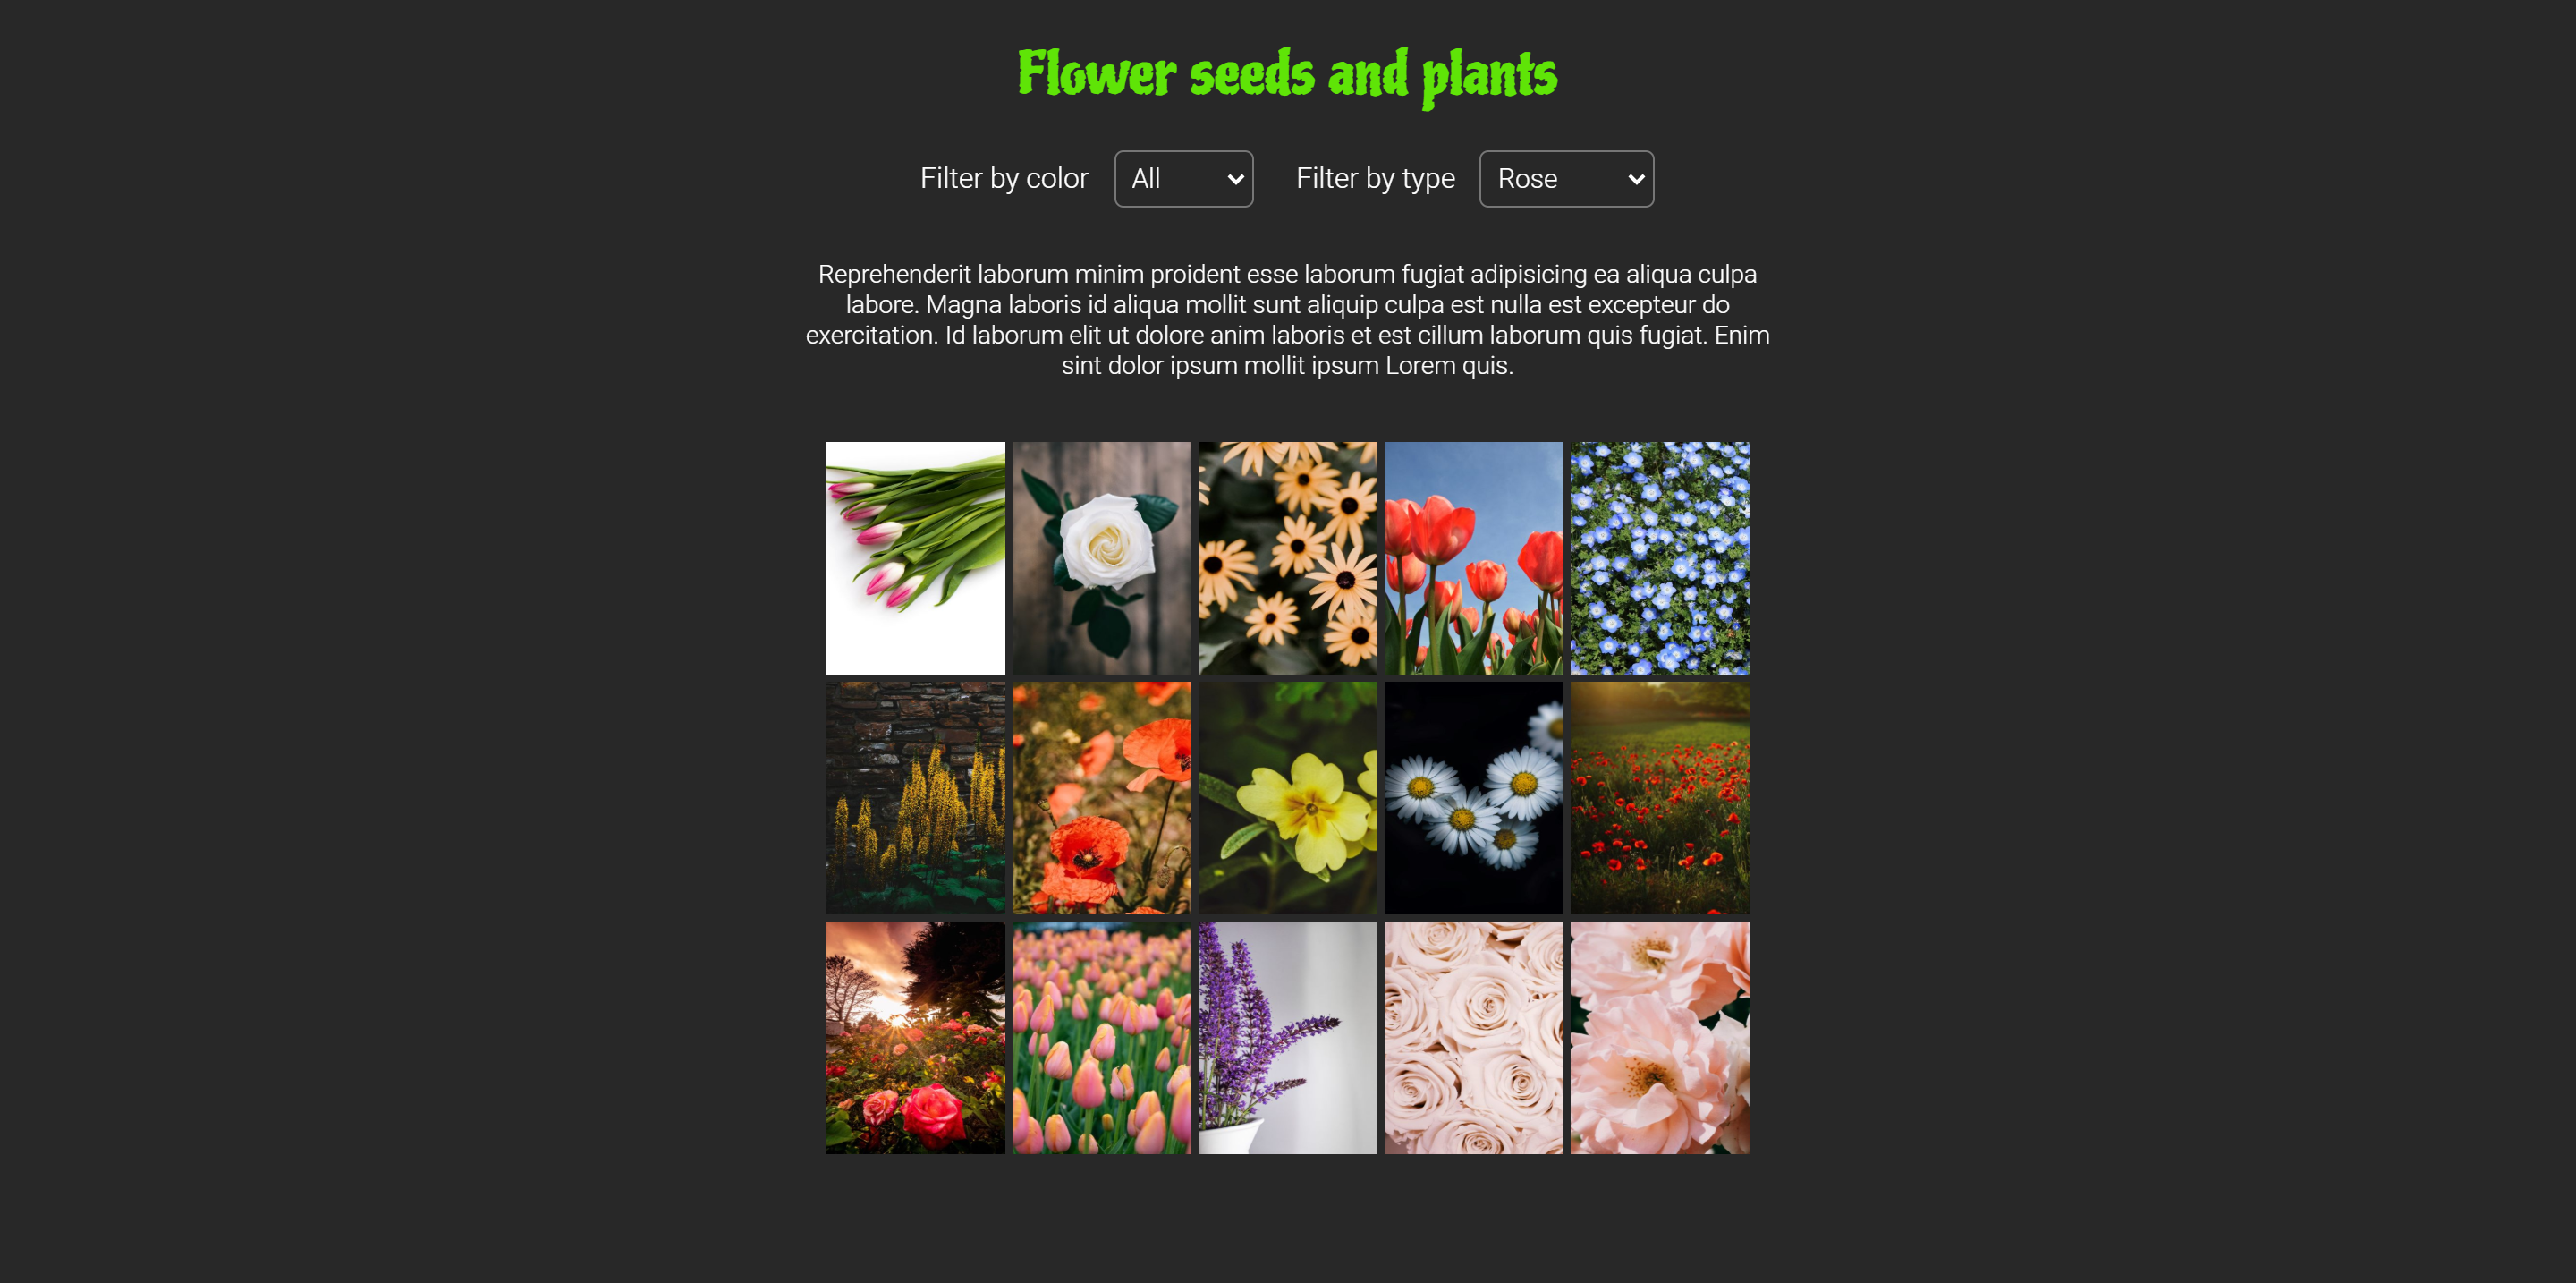 Flower seeds and plants
Filter by color All Filter by type Rose
Reprehenderit laborum minim proident esse laborum fugiat adipisicing ea aliqua culpa
labore. Magna laboris id aliqua mollit sunt aliquip culpa est nulla est excepteur do
exercitation. Id laborum elit ut dolore anim laboris et est cillum laborum quis fugiat. Enim
sint dolor ipsum mollit ipsum Lorem quis.